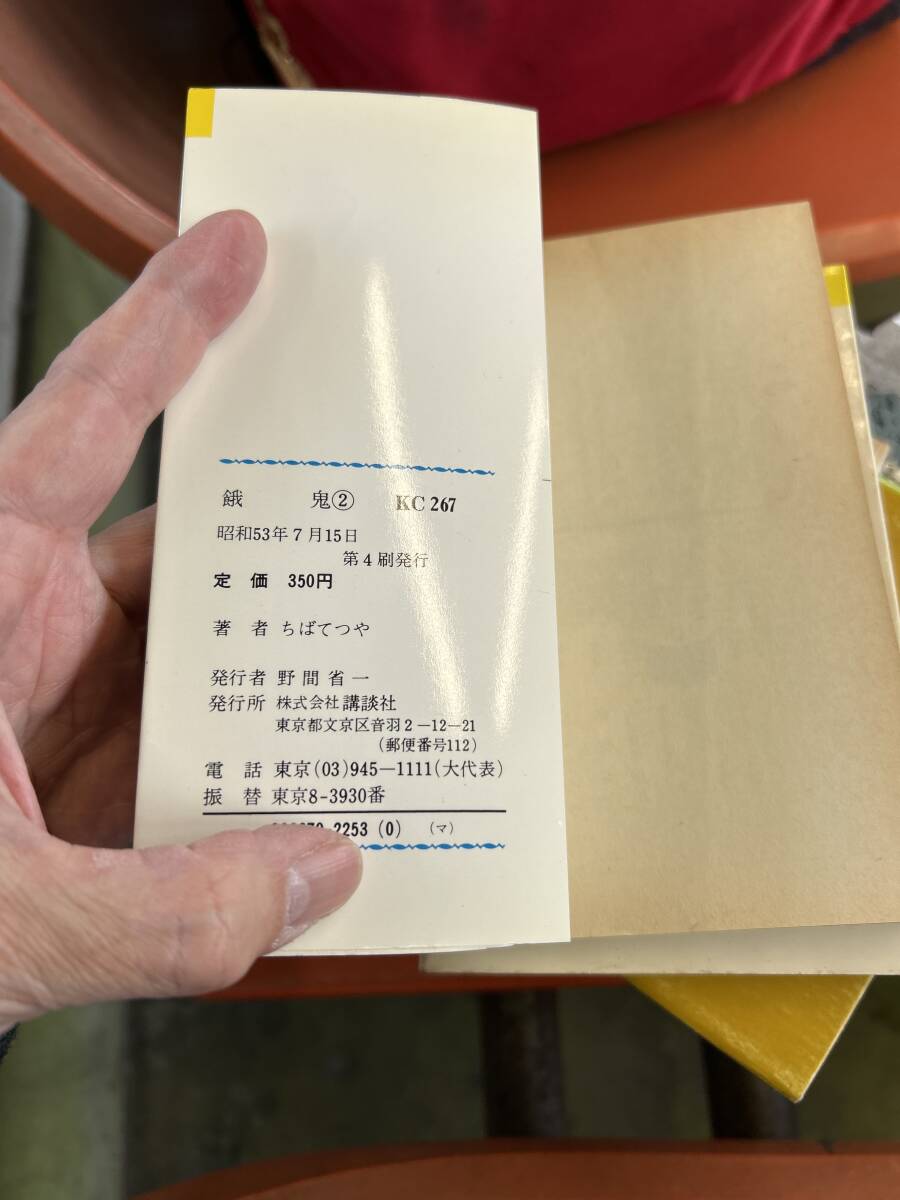 餓 鬼② KC 267
昭和53年7月15日
第4刷発行
定 価 350円
著 者 ちばてつや
発行者 野間省一
発行所 株式会社 講談社
東京都文京区音羽2-12-21
(郵便番号112)
電 話 東京(03)945-1111(大代表)
振 替 東京8-3930番
2253 (0) (マ)